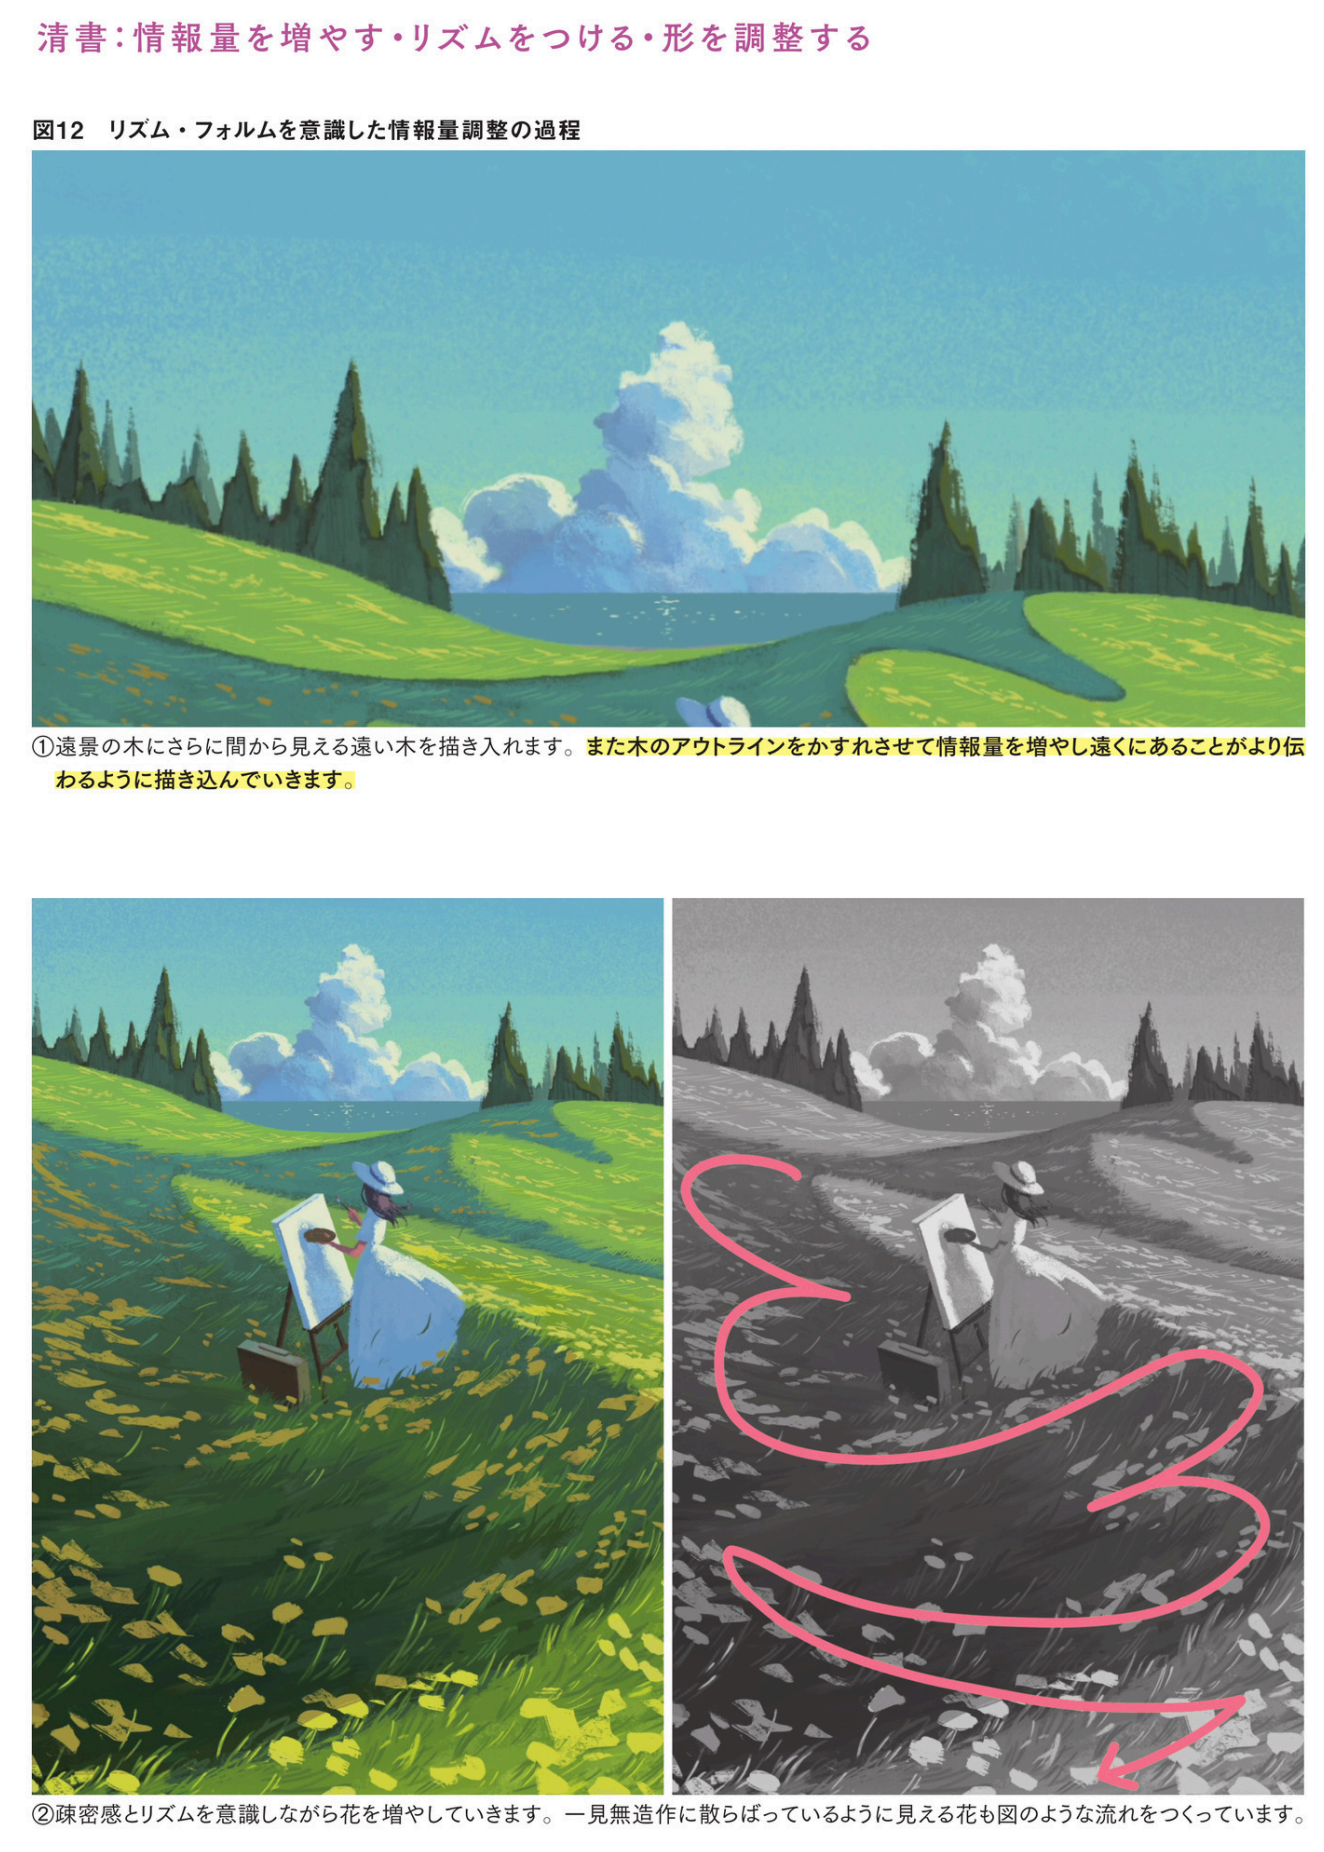 清書：情報量を増やす・リズムをつける・形を調整する
図12　リズム・フォルムを意識した情報量調整の過程
①遠景の木にさらに間から見える遠い木を描き入れます。また木のアウトラインをかすれさせて情報量を増やし遠くにあることがより伝
わるように描き込んでいきます。
②疎密感とリズムを意識しながら花を増やしていきます。一見無造作に散らばっているように見える花も図のような流れをつくっています。